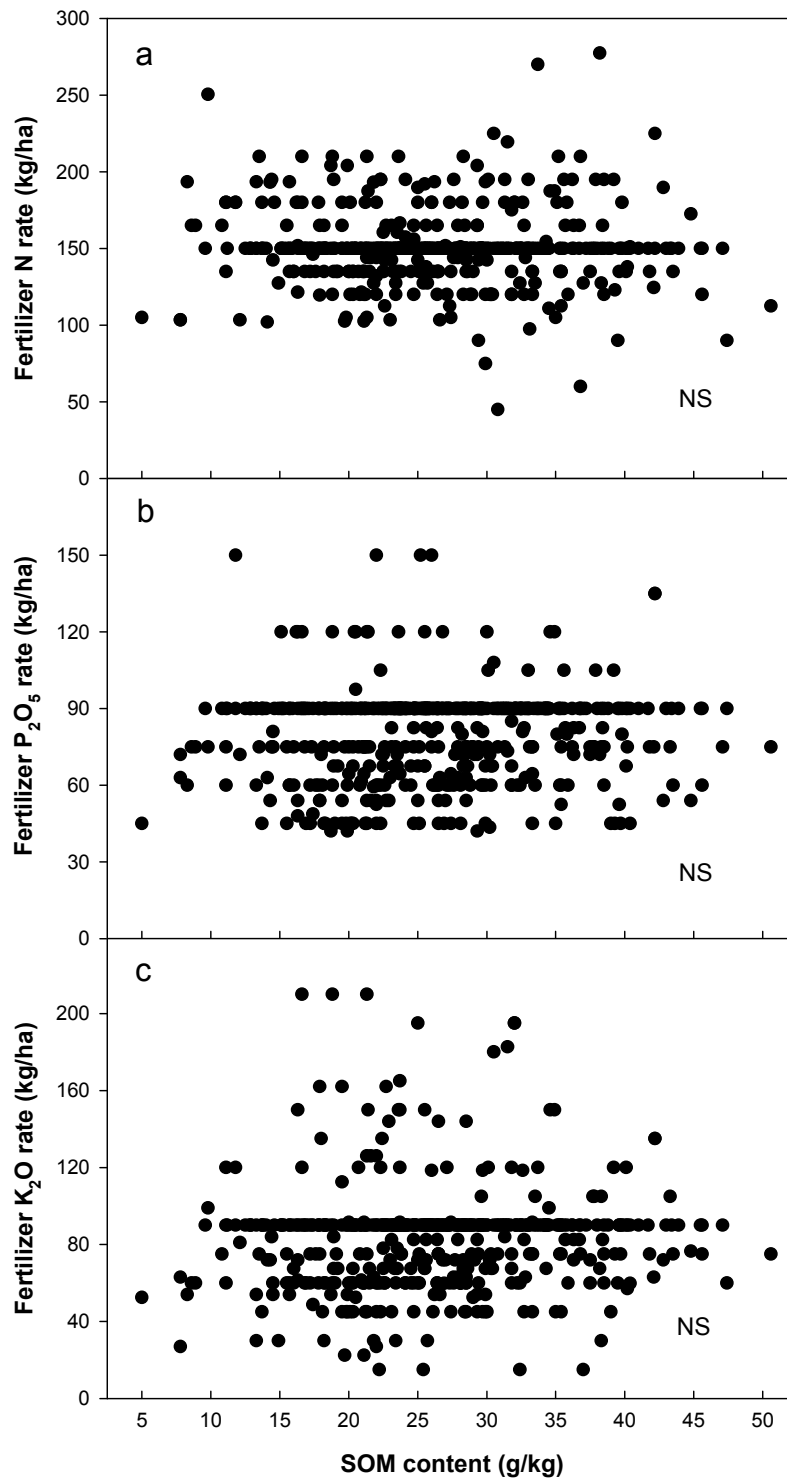 a
Fertilizer N rate (kg/ha)
300
250
200
150
100
50
0
NS
b
Fertilizer P₂O₅ rate (kg/ha)
150
120
90
60
30
0
NS
c
Fertilizer K₂O rate (kg/ha)
200
160
120
80
40
0
NS
5 10 15 20 25 30 35 40 45 50
SOM content (g/kg)